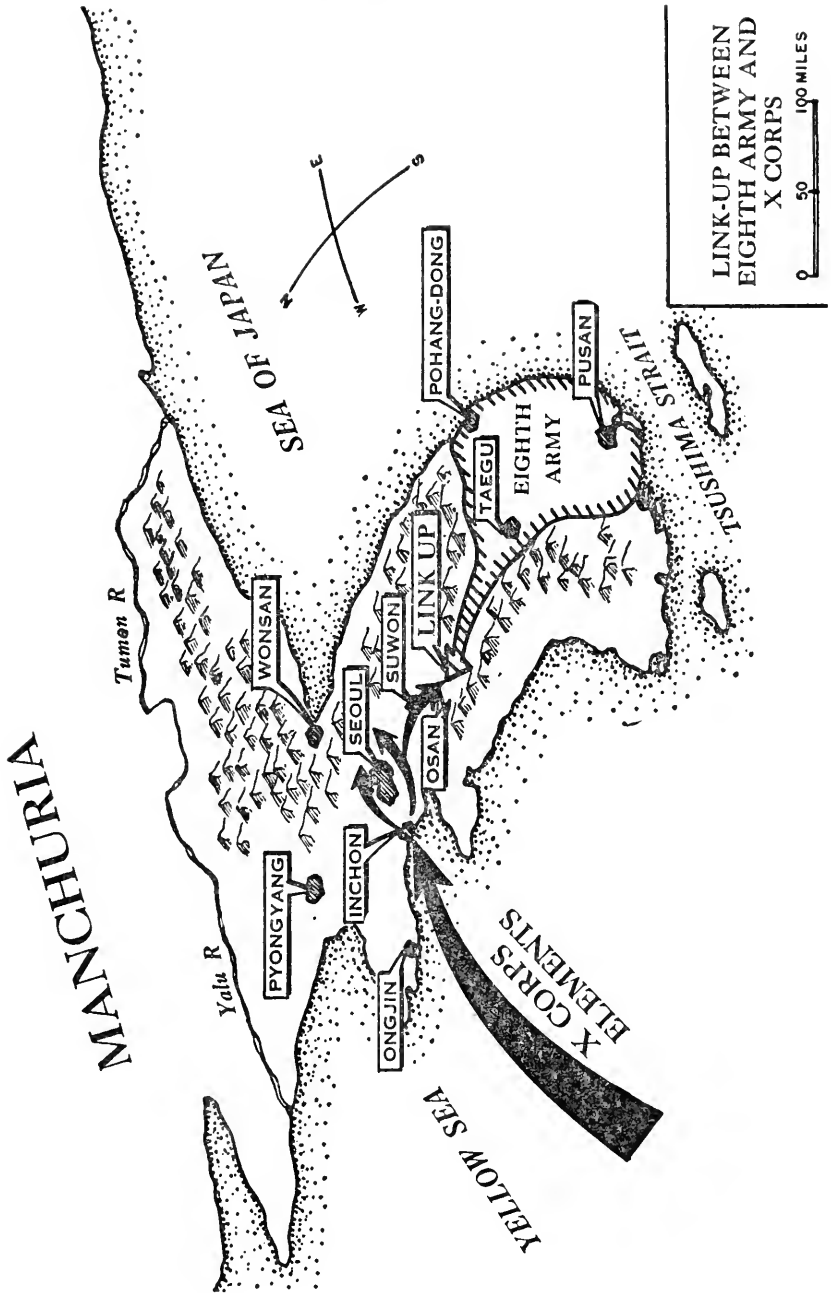 MANCHURIA
Tumen R
Yalu R
SEA OF JAPAN
N
E
W
S
WONSAN
PYONGYANG
SEOUL
INCHON
SUWON
LINK UP
OSAN
ONGJIN
POHANG-DONG
TAEGU
EIGHTH
ARMY
PUSAN
TSUSHIMA STRAIT
YELLOW SEA
X CORPS
ELEMENTS
LINK-UP BETWEEN
EIGHTH ARMY AND
X CORPS
0 50 100 MILES